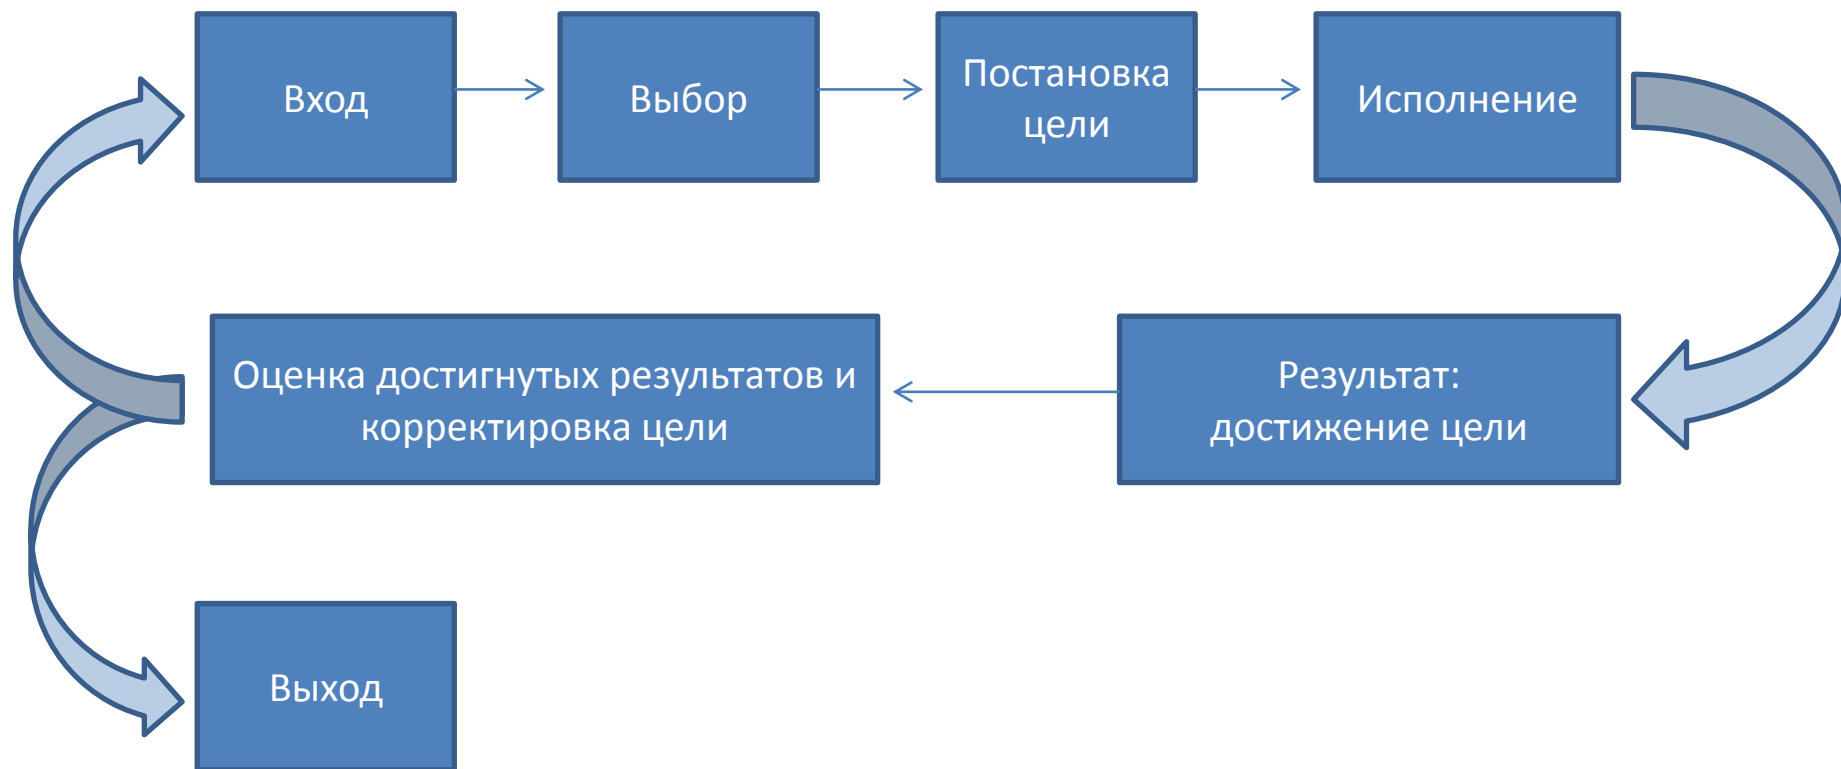 Вход
Выбор
Постановка
цели
Исполнение
Оценка достигнутых результатов и
корректировка цели
Результат:
достижение цели
Выход